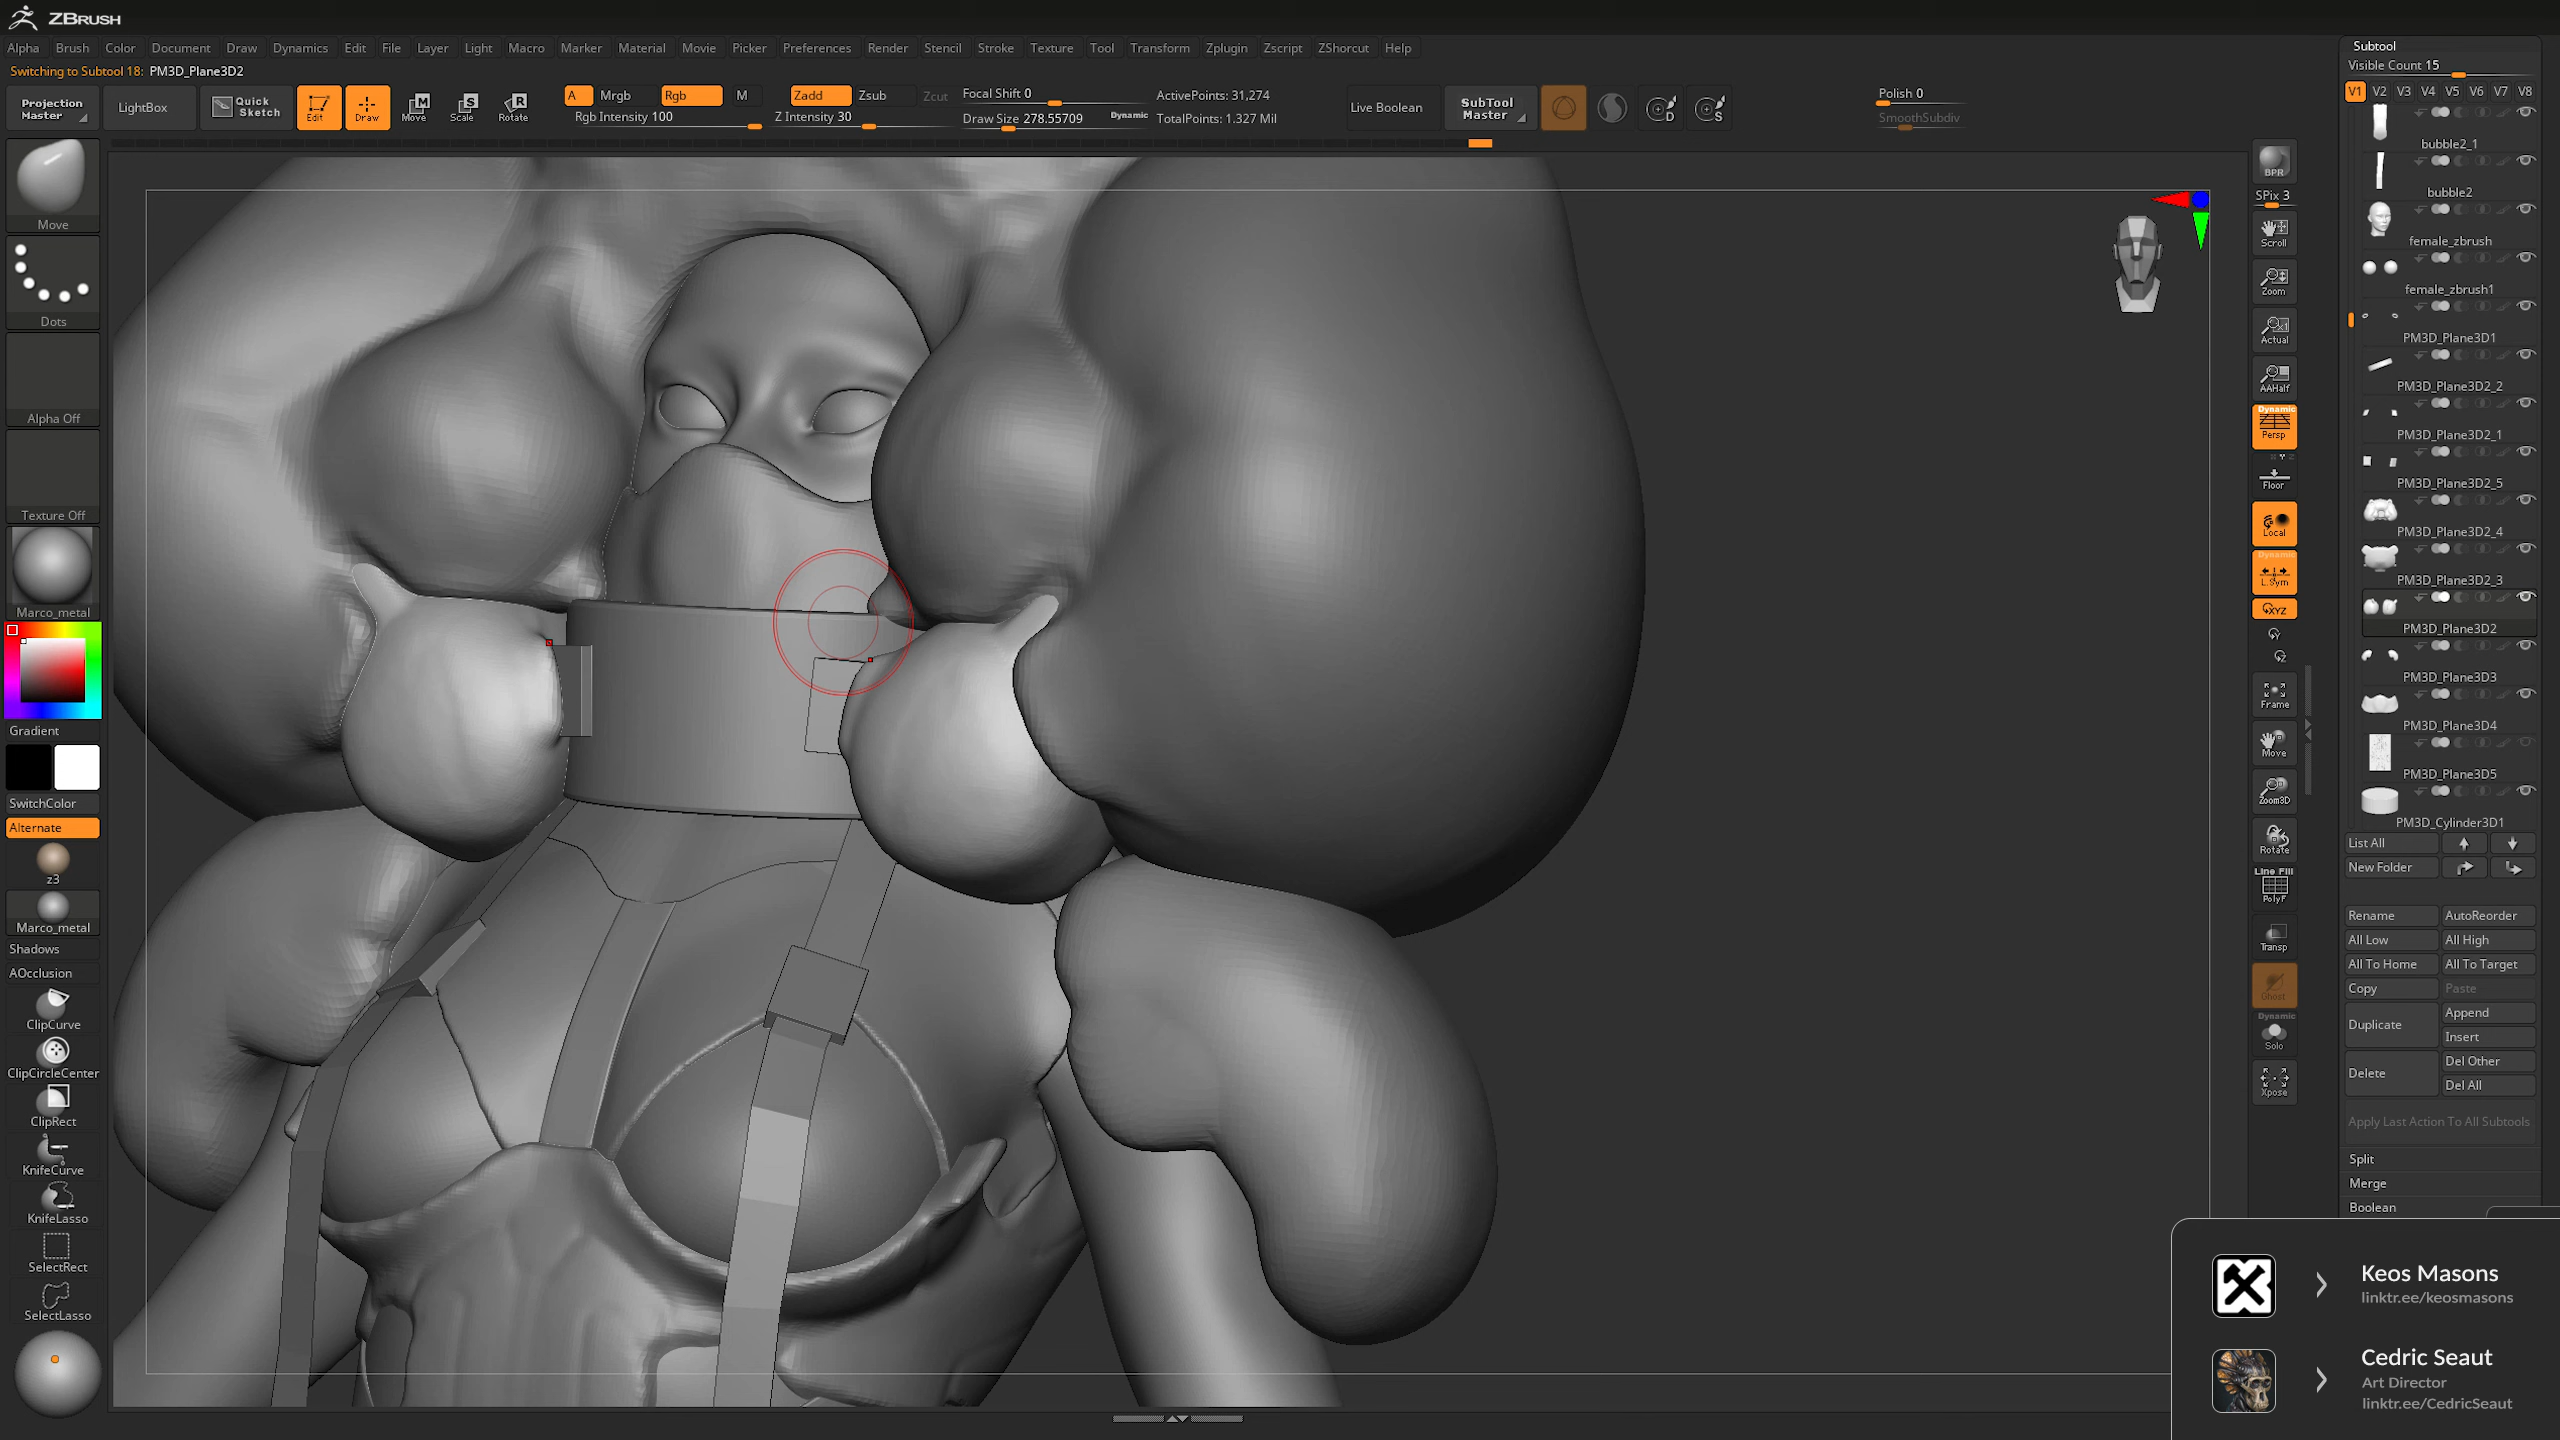 ZBRUSH
Alpha Brush Color Document Draw Dynamics Edit File Layer Light Macro Marker Material Movie Picker Preferences Render Stencil Stroke Texture Tool Transform Zplugin Zscript ZShorcut Help
Switching to Subtool 18: PM3D_Plane3D2
Projection Master
LightBox
Quick Sketch
Edit
Draw
Move
Scale
Rotate
A Mrgb Rgb M
Rgb Intensity 100
Zadd Zsub Zcut
Z Intensity 30
Focal Shift 0
Draw Size 278.55709
Dynamic
ActivePoints: 31,274
TotalPoints: 1.327 Mil
Live Boolean
SubTool Master
Polish 0
SmoothSubdiv
Move
Dots
Alpha Off
Texture Off
Marco_metal
Gradient
SwitchColor
Alternate
z3
Marco_metal
Shadows
AOcclusion
ClipCurve
ClipCircleCenter
ClipRect
KnifeCurve
KnifeLasso
SelectRect
SelectLasso
BPR
SPix 3
Scroll
Zoom
Actual
AAHalf
Dynamic
Persp
Floor
Local
Dynamic
L.Sym
XYZ
Frame
Move
Zoom3D
Rotate
Line Fill
PolyF
Transp
Ghost
Dynamic
Solo
Xpose
Subtool
Visible Count 15
V1 V2 V3 V4 V5 V6 V7 V8
bubble2_1
bubble2
female_zbrush
female_zbrush1
PM3D_Plane3D1
PM3D_Plane3D2_2
PM3D_Plane3D2_1
PM3D_Plane3D2_5
PM3D_Plane3D2_4
PM3D_Plane3D2_3
PM3D_Plane3D2
PM3D_Plane3D3
PM3D_Plane3D4
PM3D_Plane3D5
PM3D_Cylinder3D1
List All
New Folder
Rename AutoReorder
All Low All High
All To Home All To Target
Copy Paste
Duplicate Append
Insert
Delete Del Other
Del All
Apply Last Action To All Subtools
Split
Merge
Boolean
Keos Masons
linktr.ee/keosmasons
Cedric Seaut
Art Director
linktr.ee/CedricSeaut